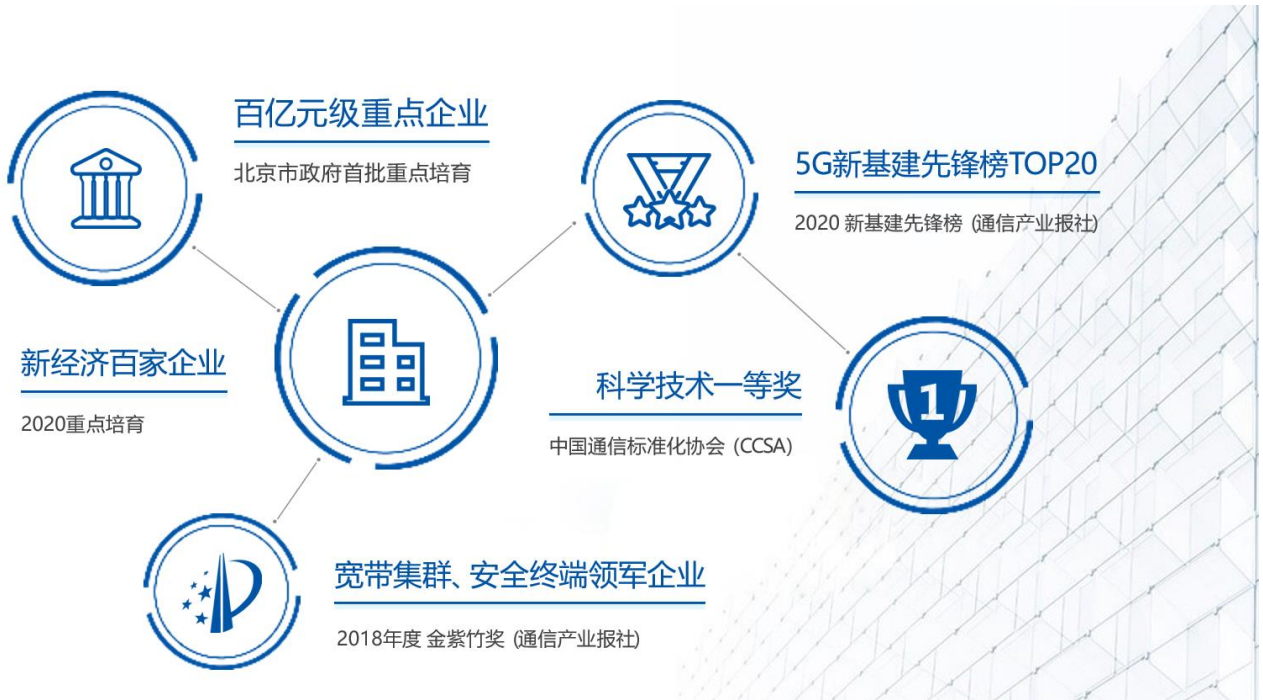 百亿元级重点企业
北京市政府首批重点培育
5G新基建先锋榜TOP20
2020 新基建先锋榜 (通信产业报社)
新经济百家企业
2020重点培育
科学技术一等奖
中国通信标准化协会 (CCSA)
1
宽带集群、安全终端领军企业
2018年度 金紫竹奖 (通信产业报社)